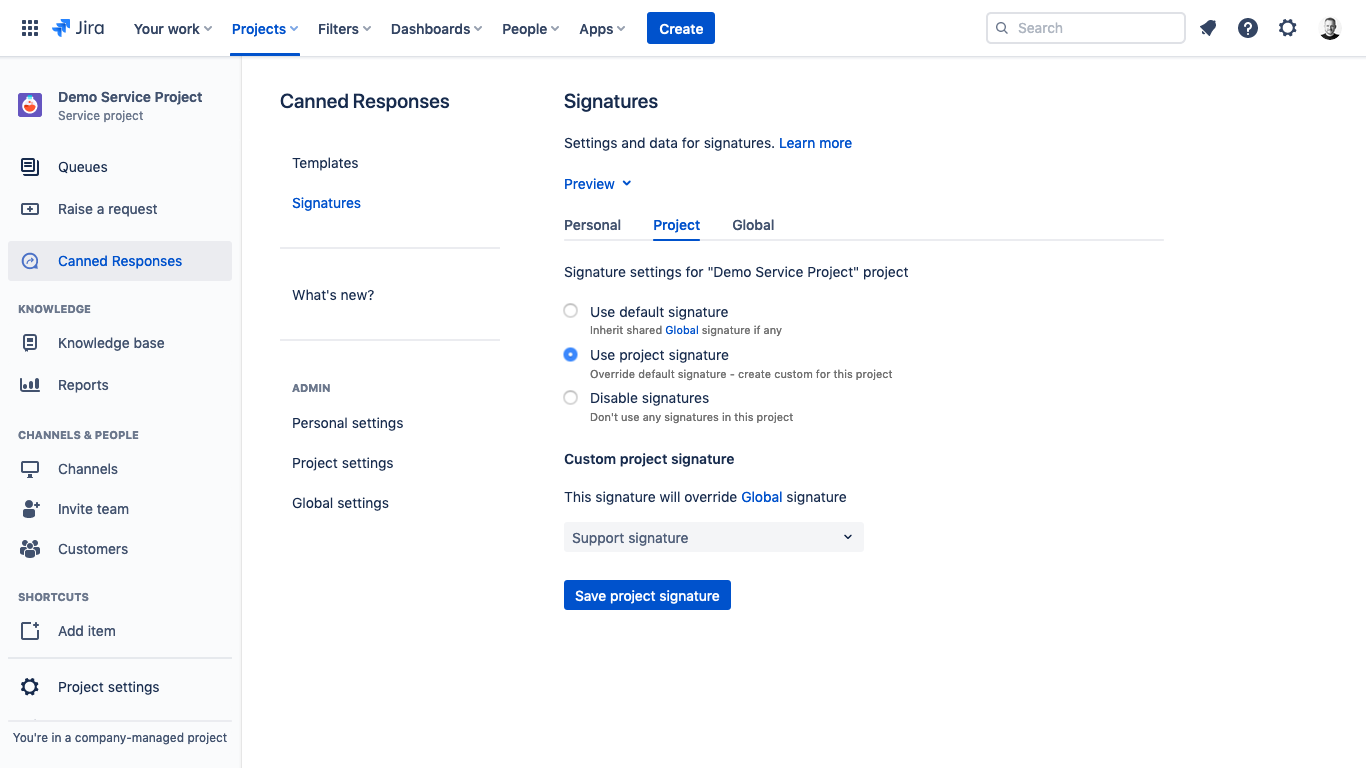 Jira
Your work
Projects
Filters
Dashboards
People
Apps
Create
Search
Demo Service Project
Service project
Queues
Raise a request
Canned Responses
KNOWLEDGE
Knowledge base
Reports
CHANNELS & PEOPLE
Channels
Invite team
Customers
SHORTCUTS
Add item
Project settings
You're in a company-managed project
Canned Responses
Templates
Signatures
What's new?
ADMIN
Personal settings
Project settings
Global settings
Signatures
Settings and data for signatures. Learn more
Preview
Personal
Project
Global
Signature settings for "Demo Service Project" project
Use default signature
Inherit shared Global signature if any
Use project signature
Override default signature - create custom for this project
Disable signatures
Don't use any signatures in this project
Custom project signature
This signature will override Global signature
Support signature
Save project signature